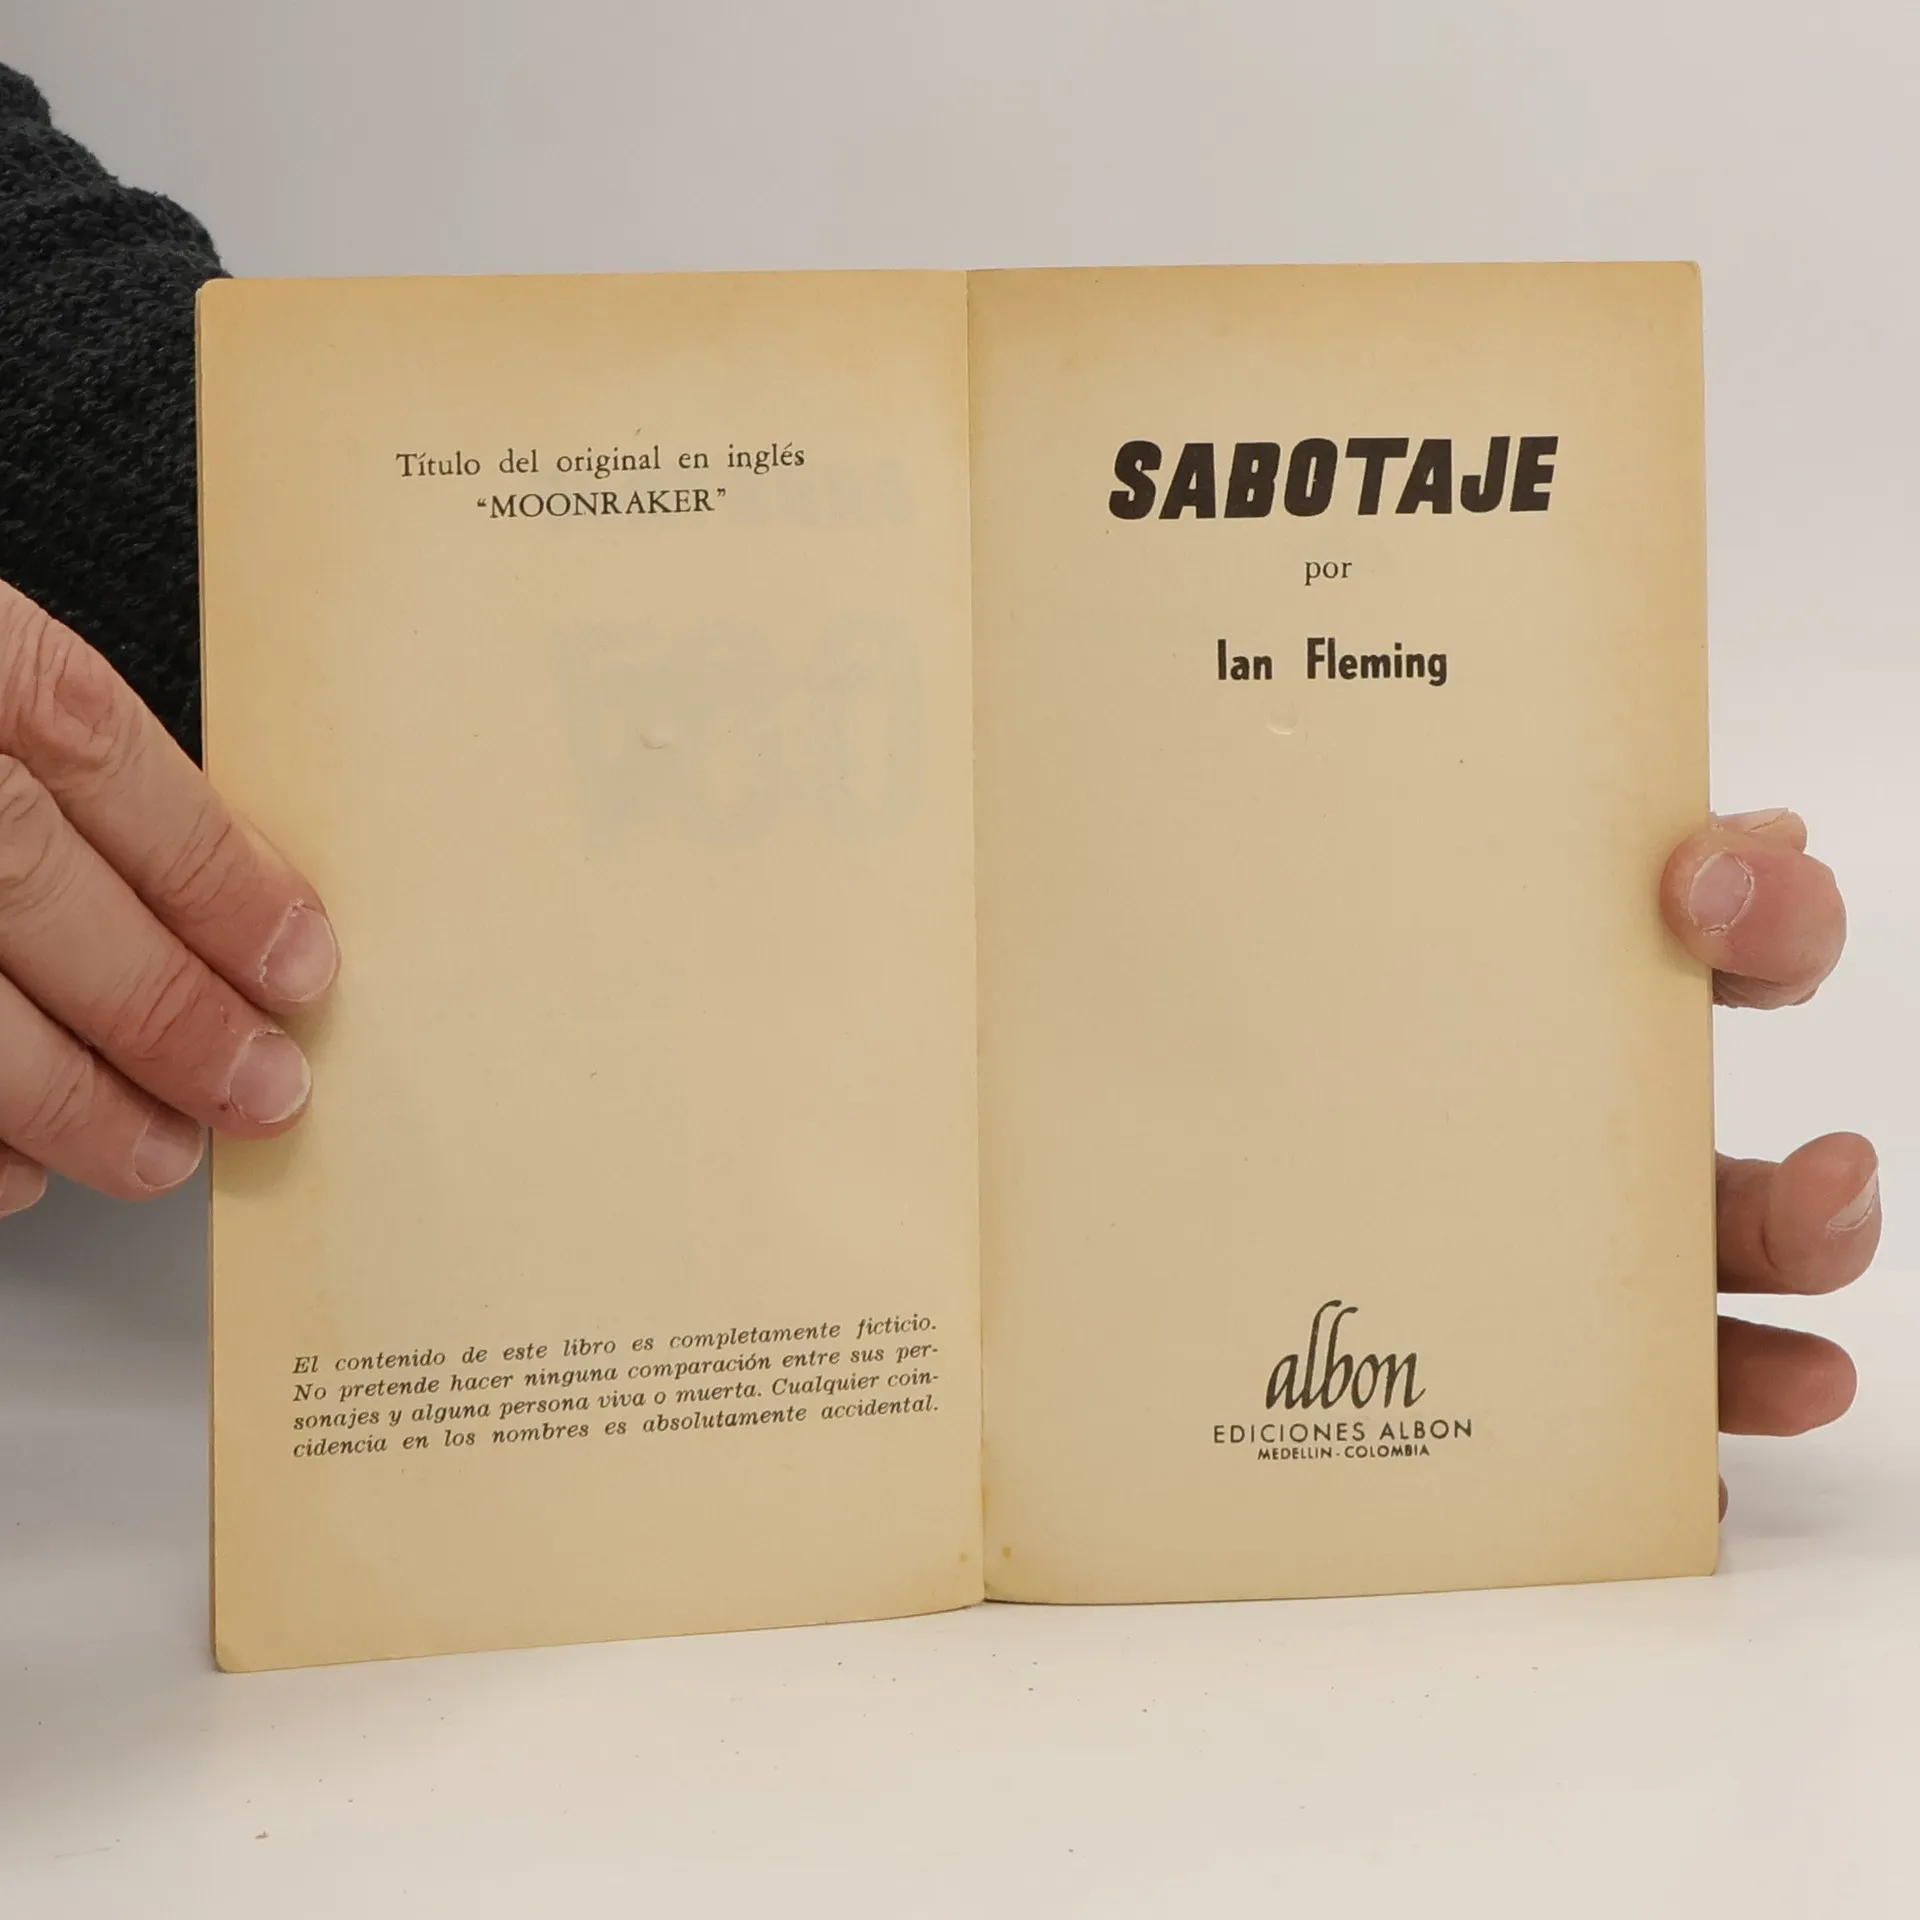 Título del original en inglés
“MOONRAKER”
El contenido de este libro es completamente ficticio.
No pretende hacer ninguna comparación entre sus per-
sonajes y alguna persona viva o muerta. Cualquier coin-
cidencia en los nombres es absolutamente accidental.
SABOTAJE
por
Ian Fleming
albon
EDICIONES ALBON
MEDELLIN - COLOMBIA